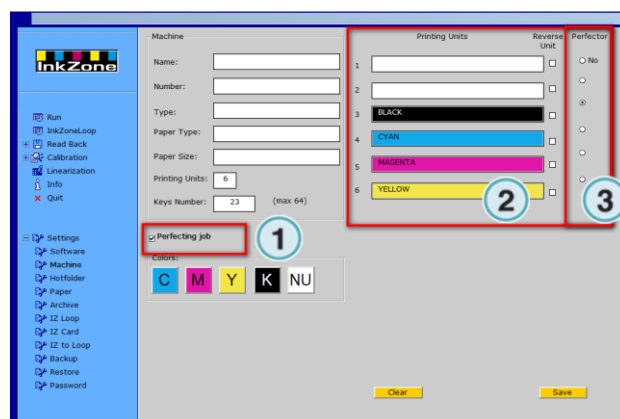 InkZone
Run
InkZoneLoop
Read Back
Calibration
Linearization
Info
Quit
Settings
Software
Machine
Hotfolder
Paper
Archive
IZ Loop
IZ Card
IZ to Loop
Backup
Restore
Password
Machine
Name:
Number:
Type:
Paper Type:
Paper Size:
Printing Units: 6
Keys Number: 23 (max 64)
Perfecting job
1
Colors:
C M Y K NU
Printing Units
Reverse
Unit
1
2
3 BLACK
4 CYAN
5 MAGENTA
6 YELLOW
2
Perfector
No
3
Clear
Save